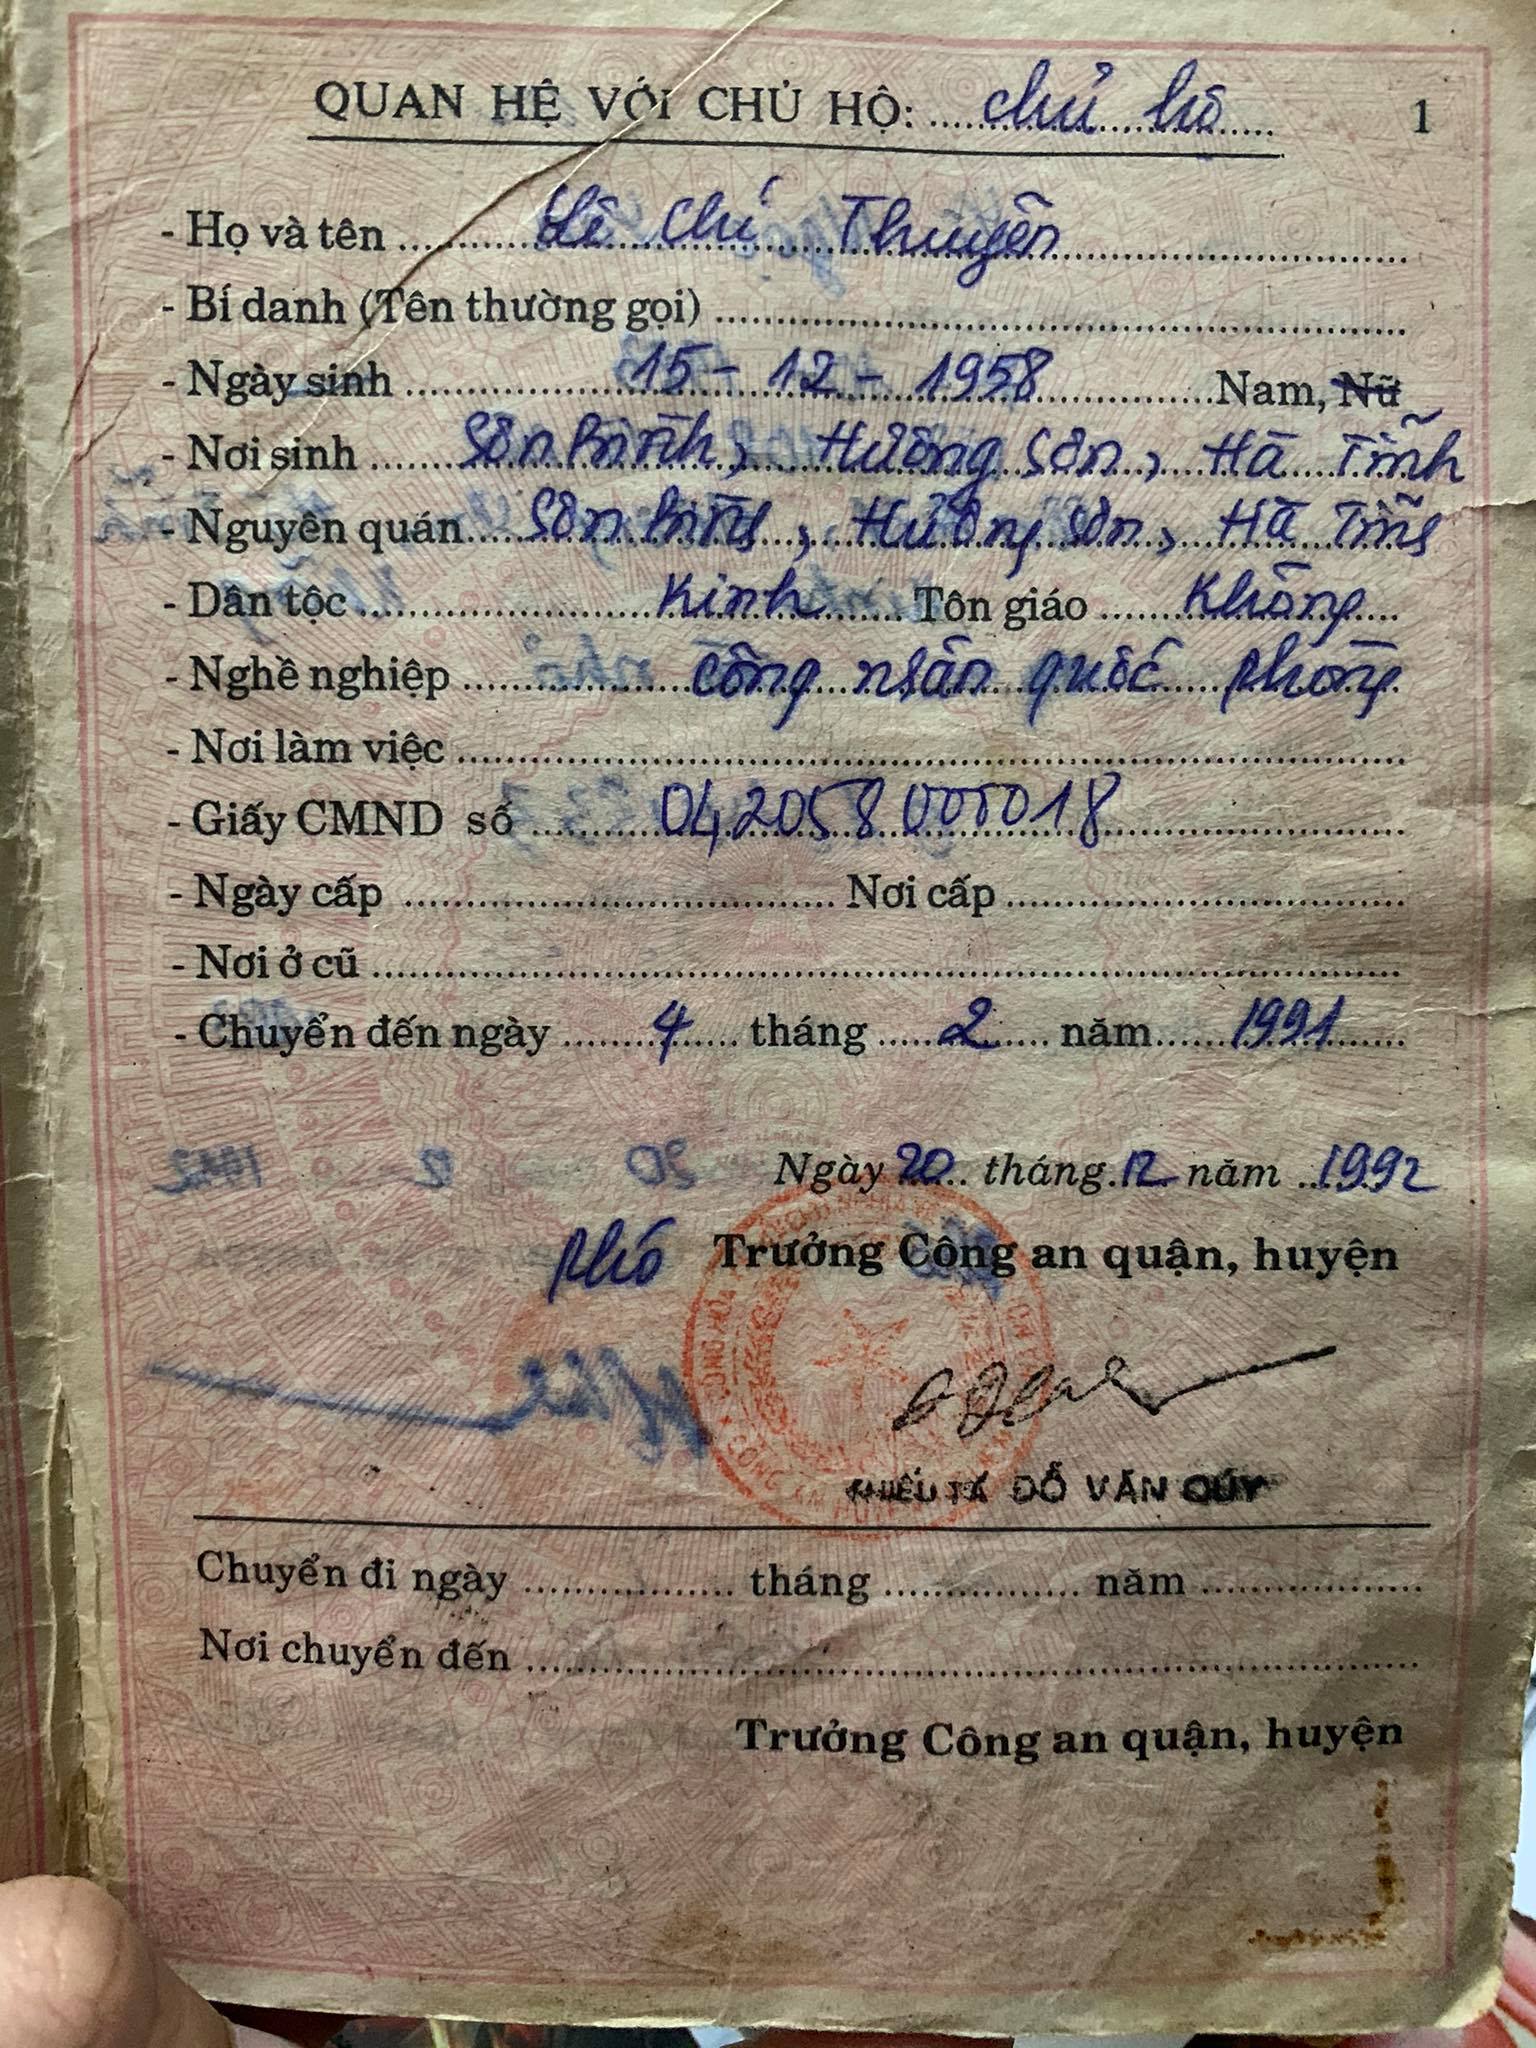 QUAN HỆ VỚI CHỦ HỘ: chủ hộ 1
- Họ và tên Lê Chí Thuyên
- Bí danh (Tên thường gọi)
- Ngày sinh 15 - 12 - 1958 Nam, Nữ
- Nơi sinh Sơn Bình, Hương Sơn, Hà Tĩnh
- Nguyên quán Sơn Bình, Hương Sơn, Hà Tĩnh
- Dân tộc Kinh Tôn giáo Không
- Nghề nghiệp Công nhân quốc phòng
- Nơi làm việc
- Giấy CMND số 042058000018
- Ngày cấp Nơi cấp
- Nơi ở cũ
- Chuyển đến ngày 4 tháng 2 năm 1991
Ngày 20 tháng 12 năm 1992
Phó Trưởng Công an quận, huyện
THIẾU TÁ ĐỖ VĂN QÚY
Chuyển đi ngày tháng năm
Nơi chuyển đến
Trưởng Công an quận, huyện